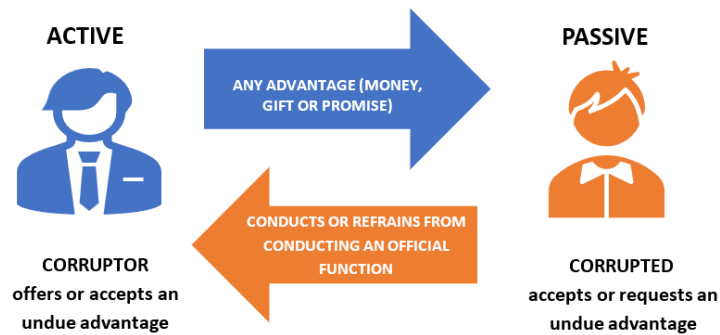 ACTIVE
PASSIVE
ANY ADVANTAGE (MONEY,
GIFT OR PROMISE)
CONDUCTS OR REFRAINS FROM
CONDUCTING AN OFFICIAL
FUNCTION
CORRUPTOR
offers or accepts an
undue advantage
CORRUPTED
accepts or requests an
undue advantage